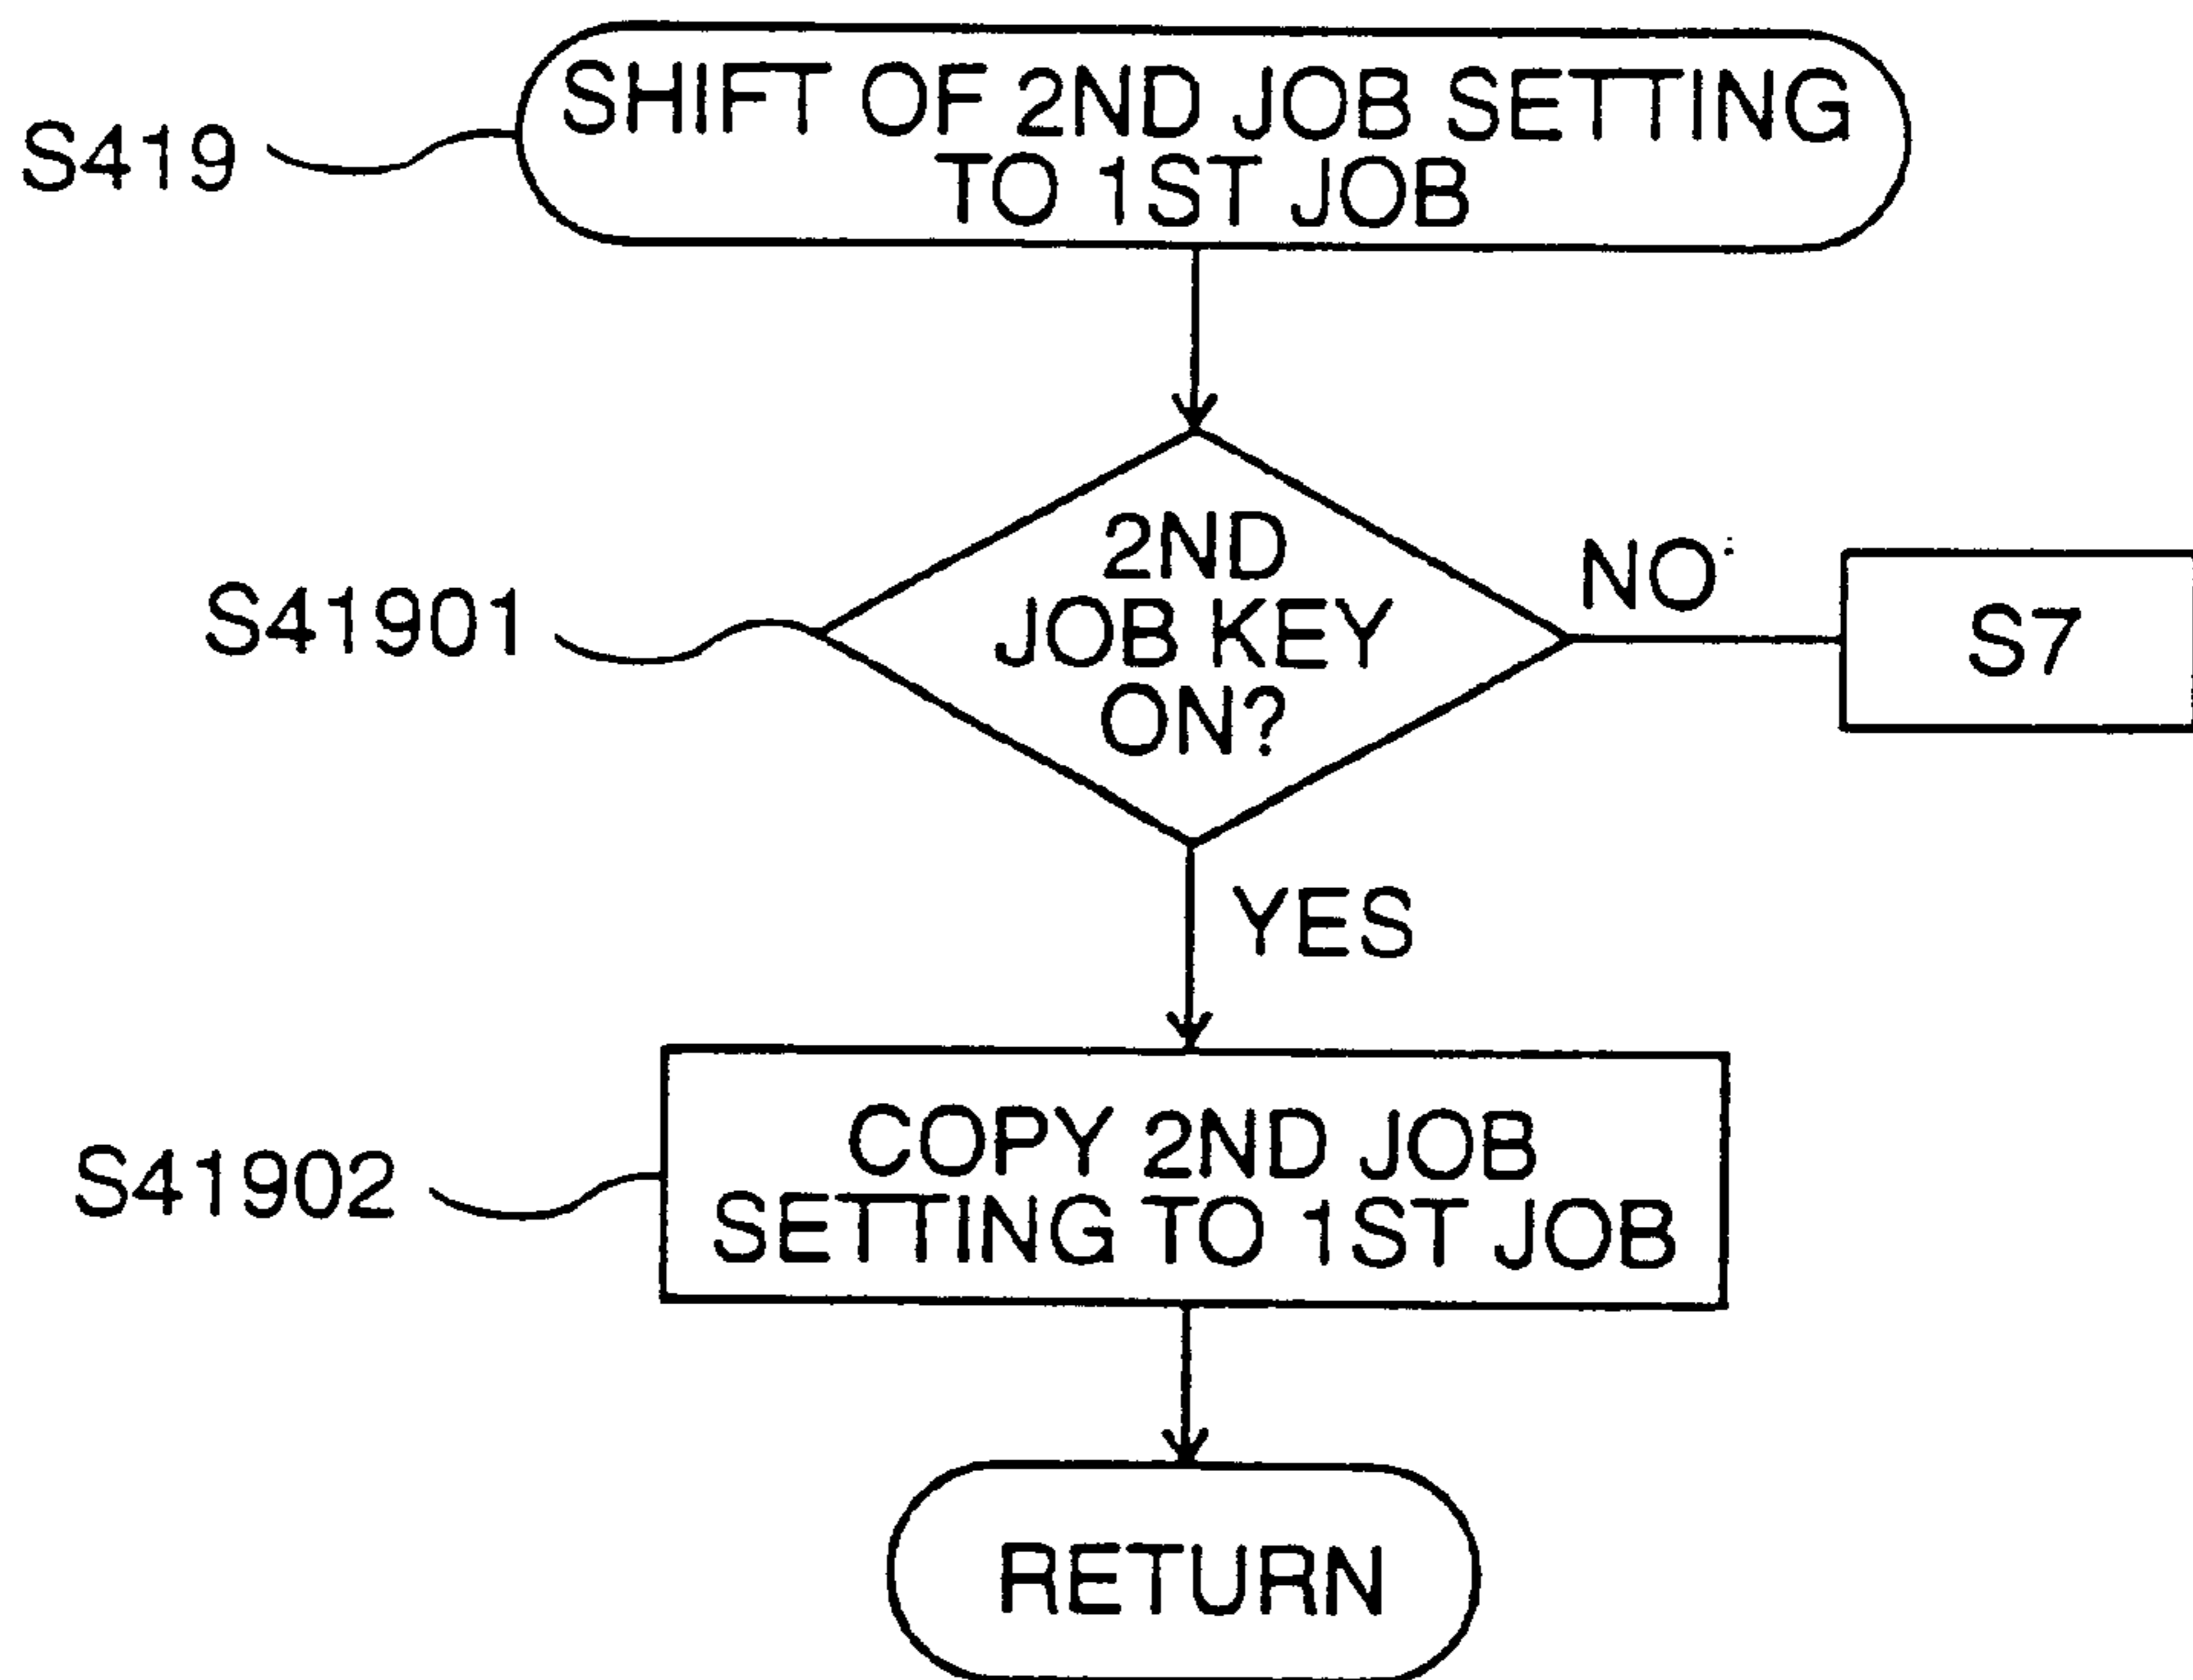 S419
SHIFT OF 2ND JOB SETTING
TO 1ST JOB
S41901
2ND
JOB KEY
ON?
NO
S7
YES
S41902
COPY 2ND JOB
SETTING TO 1ST JOB
RETURN